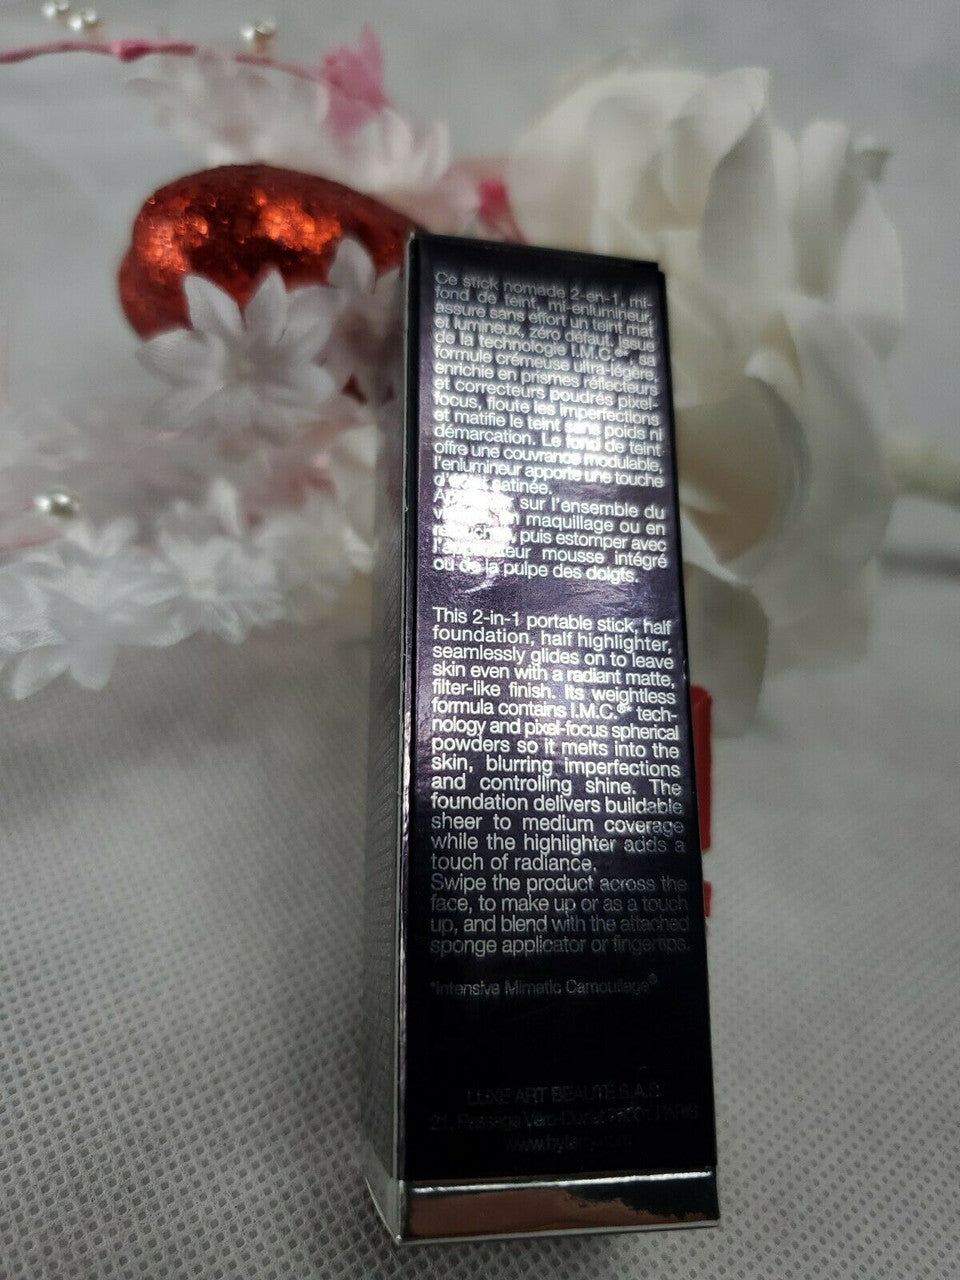 Ce stick nomade 2-en-1, mi-
fond de teint, mi-enlumineur,
assure sans effort un teint mat
et lumineux, zéro défaut. Issue
de la technologie I.M.C.®*, sa
formule crémeuse ultra-légère,
enrichie en prismes réflecteurs
et correcteurs poudrés pixel-
focus, floute les imperfections
et matifie le teint sans poids ni
démarcation. Le fond de teint
offre une couvrance modulable,
l'enlumineur apporte une touche
satinée.
sur l'ensemble du
maquillage ou en
puis estomper avec
mousse intégré
ou de la pulpe des doigts.
This 2-in-1 portable stick, half
foundation, half highlighter,
seamlessly glides on to leave
skin even with a radiant matte,
filter-like finish. Its weightless
formula contains I.M.C.®* tech-
nology and pixel-focus spherical
powders so it melts into the
skin, blurring imperfections
and controlling shine. The
foundation delivers buildable
sheer to medium coverage
while the highlighter adds a
touch of radiance.
Swipe the product across the
face, to make up or as a touch
up, and blend with the attached
sponge applicator or fingertips.
*Intensive Mimetic Camouflage®
LUXE ART BEAUTÉ S.A.S
21, PARIS